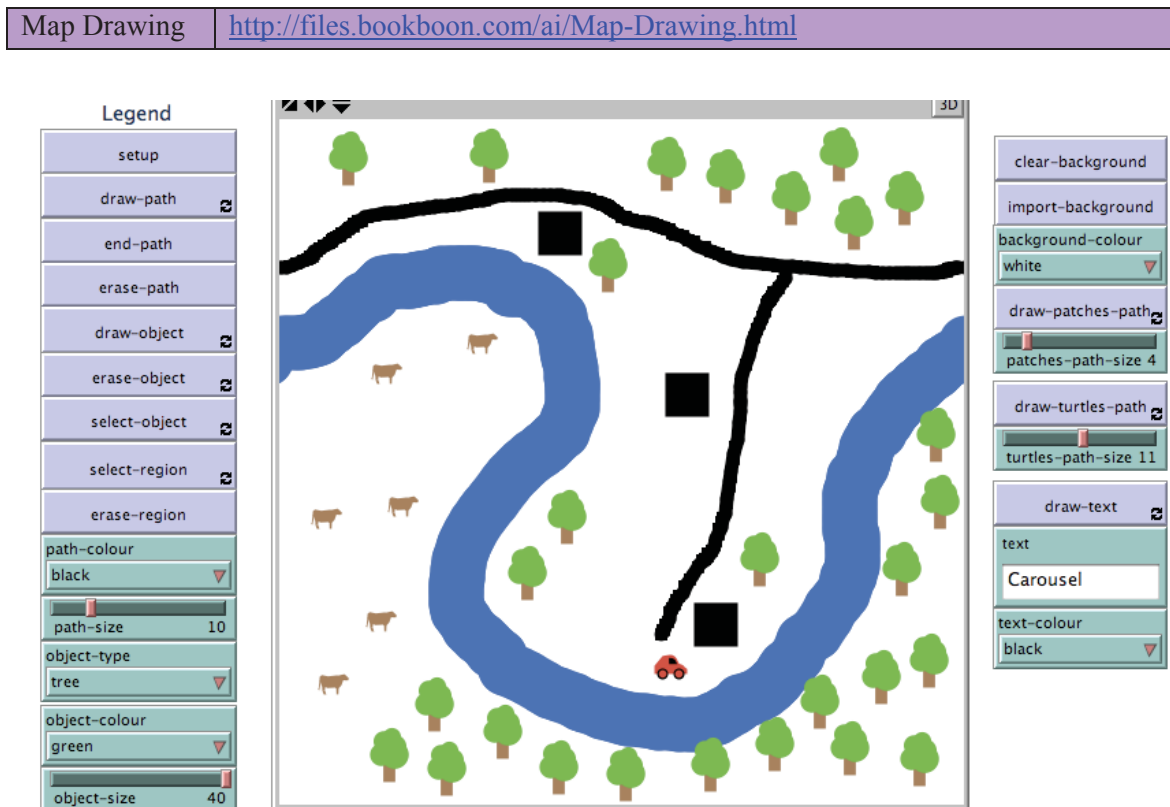 Map Drawing http://files.bookboon.com/ai/Map-Drawing.html
Legend
setup
draw-path
end-path
erase-path
draw-object
erase-object
select-object
select-region
erase-region
path-colour
black
path-size 10
object-type
tree
object-colour
green
object-size 40
3D
clear-background
import-background
background-colour
white
draw-patches-path
patches-path-size 4
draw-turtles-path
turtles-path-size 11
draw-text
text
Carousel
text-colour
black